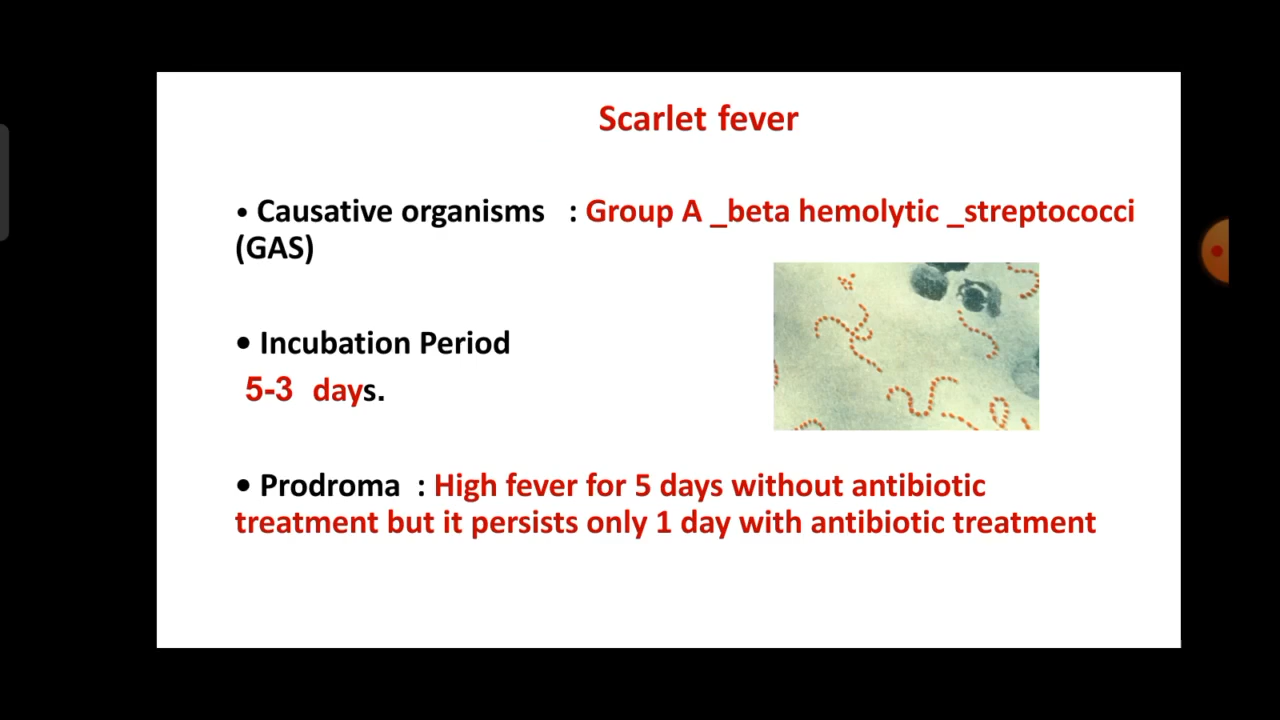 Scarlet fever
• Causative organisms : Group A _beta hemolytic _streptococci
(GAS)
• Incubation Period
5-3 days.
• Prodroma : High fever for 5 days without antibiotic
treatment but it persists only 1 day with antibiotic treatment